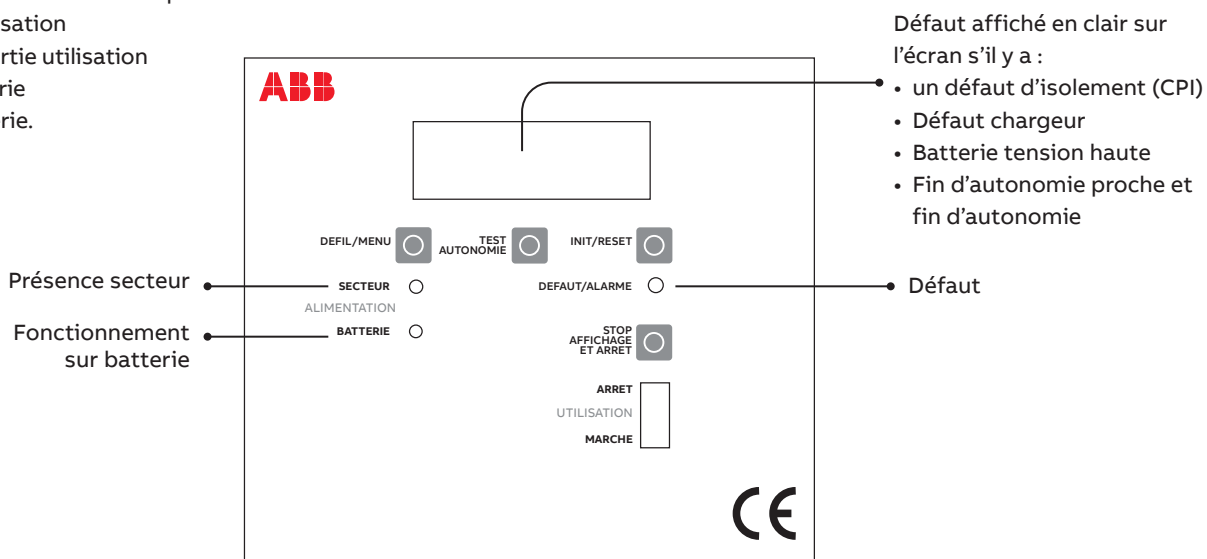 sation
rtie utilisation
rie
rie.
Défaut affiché en clair sur
l'écran s'il y a :
• un défaut d'isolement (CPI)
• Défaut chargeur
• Batterie tension haute
• Fin d'autonomie proche et
fin d'autonomie
ABB
DEFIL/MENU
TEST
AUTONOMIE
INIT/RESET
Présence secteur
SECTEUR
DEFAUT/ALARME
Défaut
ALIMENTATION
Fonctionnement
sur batterie
BATTERIE
STOP
AFFICHAGE
ET ARRET
ARRET
UTILISATION
MARCHE
CE